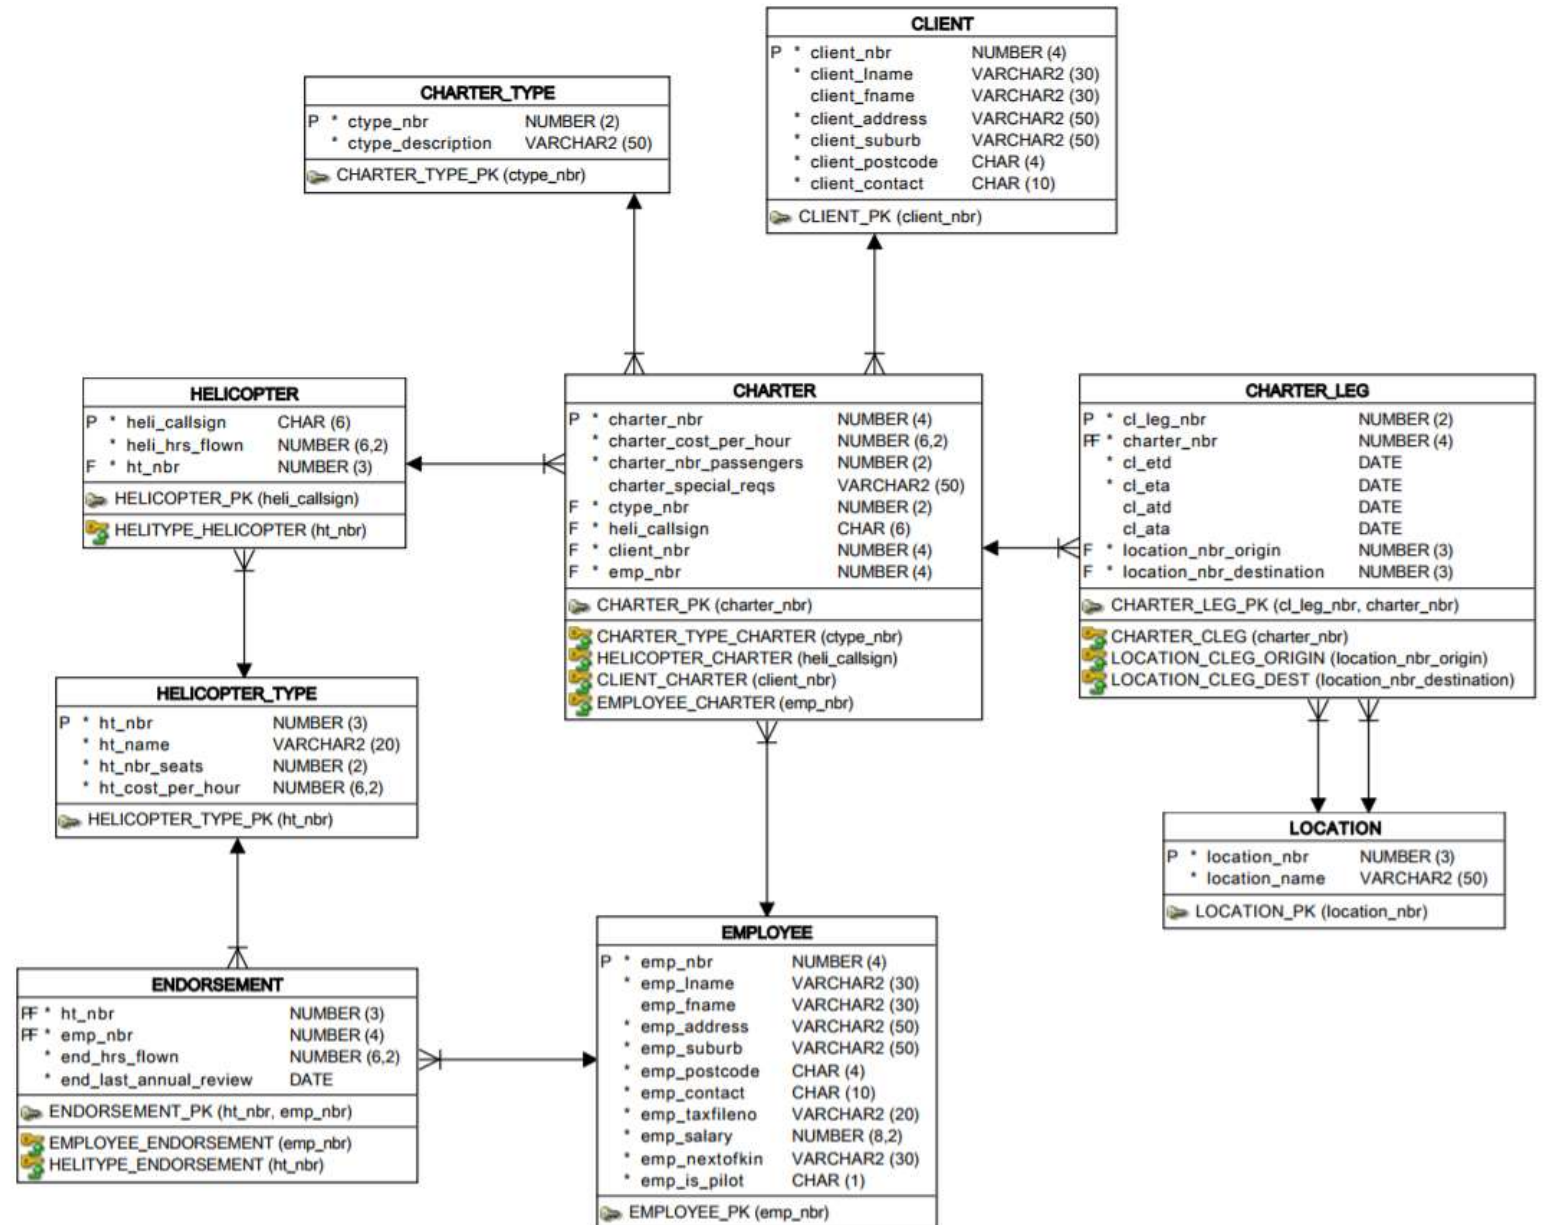 CLIENT
P * client_nbr NUMBER (4)
* client_lname VARCHAR2 (30)
client_fname VARCHAR2 (30)
* client_address VARCHAR2 (50)
* client_suburb VARCHAR2 (50)
* client_postcode CHAR (4)
* client_contact CHAR (10)
CLIENT_PK (client_nbr)
CHARTER_TYPE
P * ctype_nbr NUMBER (2)
* ctype_description VARCHAR2 (50)
CHARTER_TYPE_PK (ctype_nbr)
HELICOPTER
P * heli_callsign CHAR (6)
* heli_hrs_flown NUMBER (6,2)
F * ht_nbr NUMBER (3)
HELICOPTER_PK (heli_callsign)
HELITYPE_HELICOPTER (ht_nbr)
CHARTER
P * charter_nbr NUMBER (4)
* charter_cost_per_hour NUMBER (6,2)
* charter_nbr_passengers NUMBER (2)
charter_special_reqs VARCHAR2 (50)
F * ctype_nbr NUMBER (2)
F * heli_callsign CHAR (6)
F * client_nbr NUMBER (4)
F * emp_nbr NUMBER (4)
CHARTER_PK (charter_nbr)
CHARTER_TYPE_CHARTER (ctype_nbr)
HELICOPTER_CHARTER (heli_callsign)
CLIENT_CHARTER (client_nbr)
EMPLOYEE_CHARTER (emp_nbr)
CHARTER_LEG
P * cl_leg_nbr NUMBER (2)
PF * charter_nbr NUMBER (4)
* cl_etd DATE
* cl_eta DATE
cl_atd DATE
cl_ata DATE
F * location_nbr_origin NUMBER (3)
F * location_nbr_destination NUMBER (3)
CHARTER_LEG_PK (cl_leg_nbr, charter_nbr)
CHARTER_CLEG (charter_nbr)
LOCATION_CLEG_ORIGIN (location_nbr_origin)
LOCATION_CLEG_DEST (location_nbr_destination)
HELICOPTER_TYPE
P * ht_nbr NUMBER (3)
* ht_name VARCHAR2 (20)
* ht_nbr_seats NUMBER (2)
* ht_cost_per_hour NUMBER (6,2)
HELICOPTER_TYPE_PK (ht_nbr)
LOCATION
P * location_nbr NUMBER (3)
* location_name VARCHAR2 (50)
LOCATION_PK (location_nbr)
ENDORSEMENT
PF * ht_nbr NUMBER (3)
PF * emp_nbr NUMBER (4)
* end_hrs_flown NUMBER (6,2)
* end_last_annual_review DATE
ENDORSEMENT_PK (ht_nbr, emp_nbr)
EMPLOYEE_ENDORSEMENT (emp_nbr)
HELITYPE_ENDORSEMENT (ht_nbr)
EMPLOYEE
P * emp_nbr NUMBER (4)
* emp_lname VARCHAR2 (30)
emp_fname VARCHAR2 (30)
* emp_address VARCHAR2 (50)
* emp_suburb VARCHAR2 (50)
* emp_postcode CHAR (4)
* emp_contact CHAR (10)
* emp_taxfileno VARCHAR2 (20)
* emp_salary NUMBER (8,2)
* emp_nextofkin VARCHAR2 (30)
* emp_is_pilot CHAR (1)
EMPLOYEE_PK (emp_nbr)